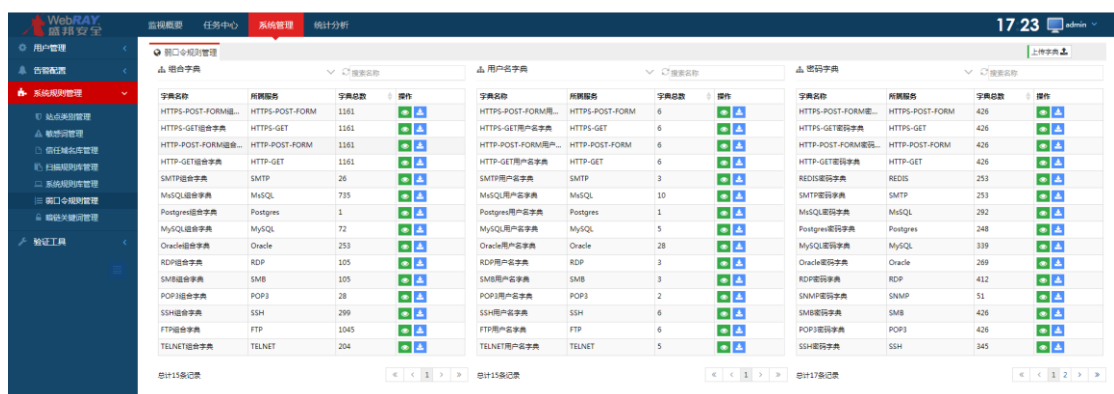 WebRAY 盛邦安全 监视概要 任务中心 系统管理 统计分析 17 23 admin
用户管理
告警配置
系统规则管理
站点类别管理
敏感词管理
信任域名库管理
扫描规则库管理
系统规则库管理
弱口令规则管理
暗链关键词管理
验证工具
弱口令规则管理 上传字典
组合字典 搜索名称
字典名称 所属服务 字典总数 操作
HTTPS-POST-FORM组... HTTPS-POST-FORM 1161
HTTPS-GET组合字典 HTTPS-GET 1161
HTTP-POST-FORM组合... HTTP-POST-FORM 1161
HTTP-GET组合字典 HTTP-GET 1161
SMTP组合字典 SMTP 26
MsSQL组合字典 MsSQL 735
Postgres组合字典 Postgres 1
MySQL组合字典 MySQL 72
Oracle组合字典 Oracle 253
RDP组合字典 RDP 105
SMB组合字典 SMB 105
POP3组合字典 POP3 28
SSH组合字典 SSH 299
FTP组合字典 FTP 1045
TELNET组合字典 TELNET 204
总计15条记录 « ‹ 1 › »
用户名字典 搜索名称
字典名称 所属服务 字典总数 操作
HTTPS-POST-FORM用... HTTPS-POST-FORM 6
HTTPS-GET用户名字典 HTTPS-GET 6
HTTP-POST-FORM用户... HTTP-POST-FORM 6
HTTP-GET用户名字典 HTTP-GET 6
SMTP用户名字典 SMTP 3
MsSQL用户名字典 MsSQL 10
Postgres用户名字典 Postgres 1
MySQL用户名字典 MySQL 5
Oracle用户名字典 Oracle 28
RDP用户名字典 RDP 3
SMB用户名字典 SMB 3
POP3用户名字典 POP3 2
SSH用户名字典 SSH 6
FTP用户名字典 FTP 6
TELNET用户名字典 TELNET 5
总计15条记录 « ‹ 1 › »
密码字典 搜索名称
字典名称 所属服务 字典总数 操作
HTTPS-POST-FORM密... HTTPS-POST-FORM 426
HTTPS-GET密码字典 HTTPS-GET 426
HTTP-POST-FORM密码... HTTP-POST-FORM 426
HTTP-GET密码字典 HTTP-GET 426
REDIS密码字典 REDIS 253
SMTP密码字典 SMTP 253
MsSQL密码字典 MsSQL 292
Postgres密码字典 Postgres 248
MySQL密码字典 MySQL 339
Oracle密码字典 Oracle 269
RDP密码字典 RDP 412
SNMP密码字典 SNMP 51
SMB密码字典 SMB 426
POP3密码字典 POP3 426
SSH密码字典 SSH 345
总计17条记录 « ‹ 1 2 › »